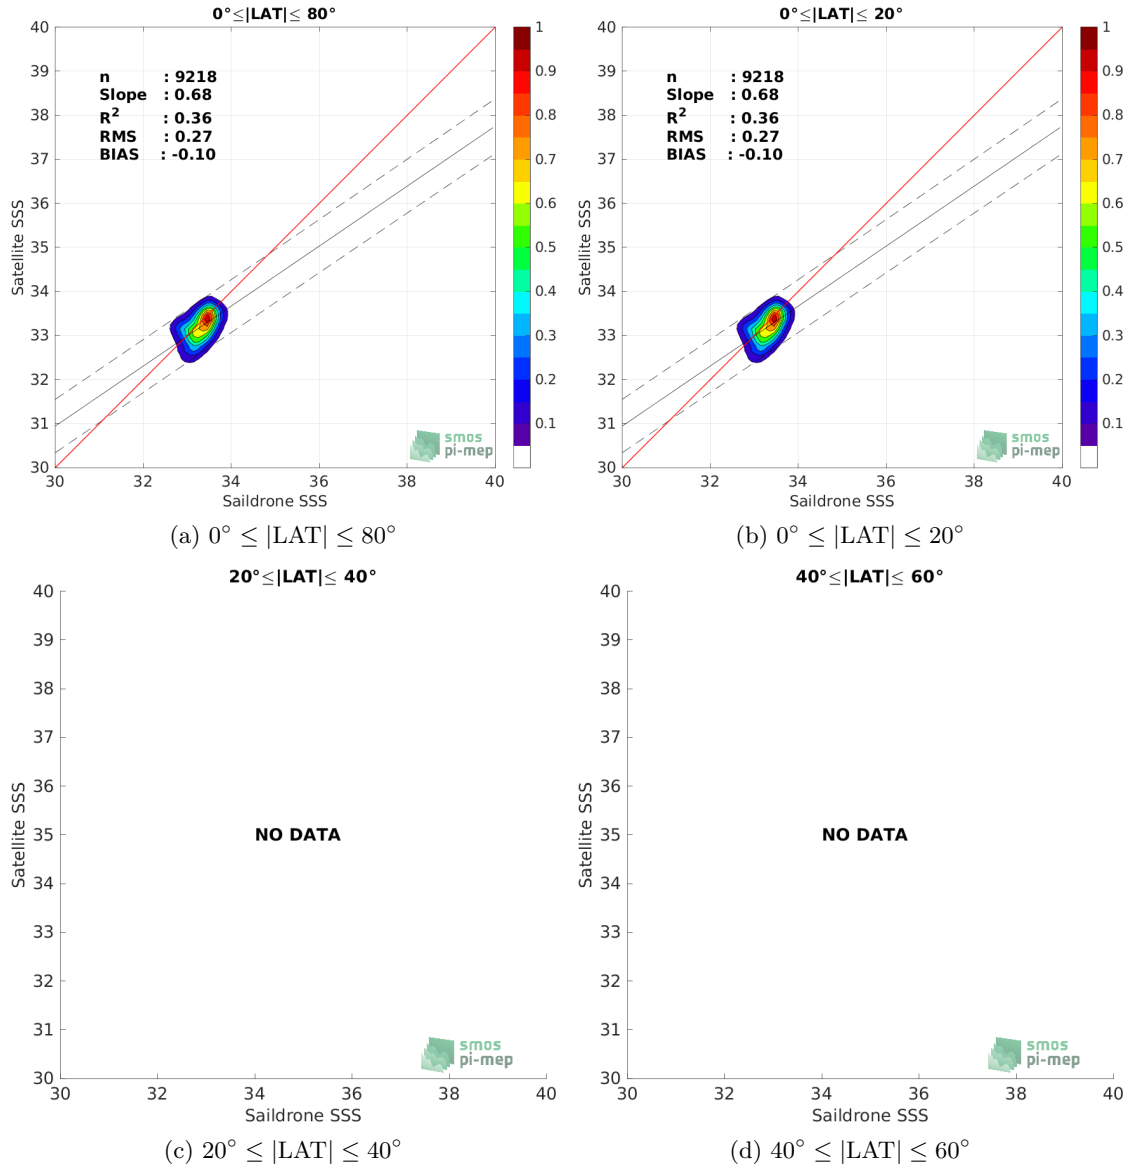 0°≤|LAT|≤ 80°
40
39
38
37
36
35
34
33
32
31
30
n : 9218
Slope : 0.68
R² : 0.36
RMS : 0.27
BIAS : -0.10
Satellite SSS
30 32 34 36 38 40
Saildrone SSS
smos
pi-mep
1
0.9
0.8
0.7
0.6
0.5
0.4
0.3
0.2
0.1
(a) 0° ≤ |LAT| ≤ 80°
0°≤|LAT|≤ 20°
40
39
38
37
36
35
34
33
32
31
30
n : 9218
Slope : 0.68
R² : 0.36
RMS : 0.27
BIAS : -0.10
Satellite SSS
30 32 34 36 38 40
Saildrone SSS
smos
pi-mep
1
0.9
0.8
0.7
0.6
0.5
0.4
0.3
0.2
0.1
(b) 0° ≤ |LAT| ≤ 20°
20°≤|LAT|≤ 40°
40
39
38
37
36
35
34
33
32
31
30
Satellite SSS
NO DATA
30 32 34 36 38 40
Saildrone SSS
smos
pi-mep
(c) 20° ≤ |LAT| ≤ 40°
40°≤|LAT|≤ 60°
40
39
38
37
36
35
34
33
32
31
30
Satellite SSS
NO DATA
30 32 34 36 38 40
Saildrone SSS
smos
pi-mep
(d) 40° ≤ |LAT| ≤ 60°